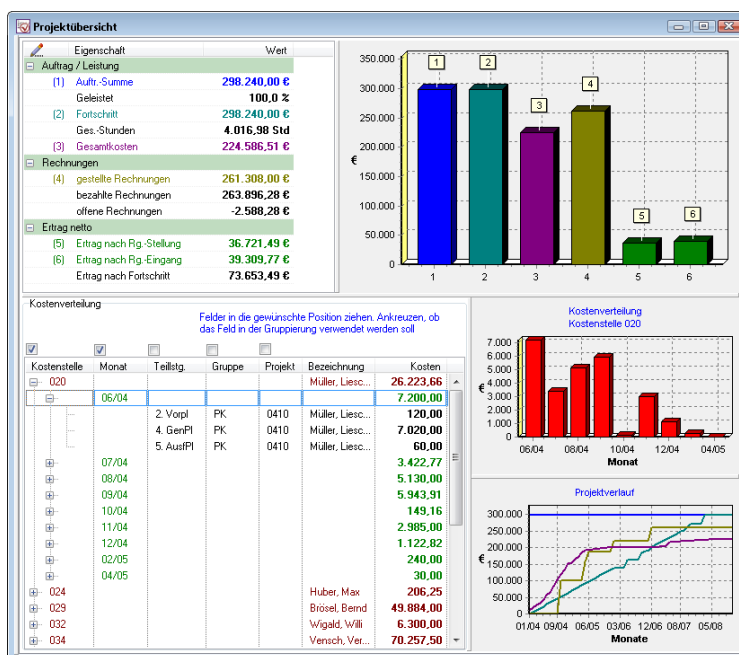 Projektübersicht
Eigenschaft Wert
Auftrag / Leistung
(1) Auftr.-Summe 298.240,00 €
Geleistet 100,0 %
(2) Fortschritt 298.240,00 €
Ges.-Stunden 4.016,98 Std
(3) Gesamtkosten 224.586,51 €
Rechnungen
(4) gestellte Rechnungen 261.308,00 €
bezahlte Rechnungen 263.896,28 €
offene Rechnungen -2.588,28 €
Ertrag netto
(5) Ertrag nach Rg.-Stellung 36.721,49 €
(6) Ertrag nach Rg.-Eingang 39.309,77 €
Ertrag nach Fortschritt 73.653,49 €
350.000
300.000
250.000
200.000
150.000
100.000
50.000
0
€
1 2 3 4 5 6
1 2 3 4 5 6
Kostenverteilung
Felder in die gewünschte Position ziehen. Ankreuzen, ob
das Feld in der Gruppierung verwendet werden soll
Kostenstelle Monat Teillstg. Gruppe Projekt Bezeichnung Kosten
020 Müller, Liesc... 26.223,66
06/04 7.200,00
2. Vorpl PK 0410 Müller, Liesc... 120,00
4. GenPl PK 0410 Müller, Liesc... 7.020,00
5. AusfPl PK 0410 Müller, Liesc... 60,00
07/04 3.422,77
08/04 5.130,00
09/04 5.943,91
10/04 149,16
11/04 2.985,00
12/04 1.122,82
02/05 240,00
04/05 30,00
024 Huber, Max 206,25
029 Brösel, Bernd 49.884,00
032 Wigald, Willi 6.300,00
034 Vensch, Ver... 70.257,50
Kostenverteilung
Kostenstelle 020
7.000
6.000
5.000
4.000
3.000
2.000
1.000
0
€
06/04 08/04 10/04 12/04 04/05
Monat
Projektverlauf
300.000
250.000
200.000
150.000
100.000
50.000
0
€
01/04 09/04 06/05 03/06 12/06 08/07 05/08
Monate